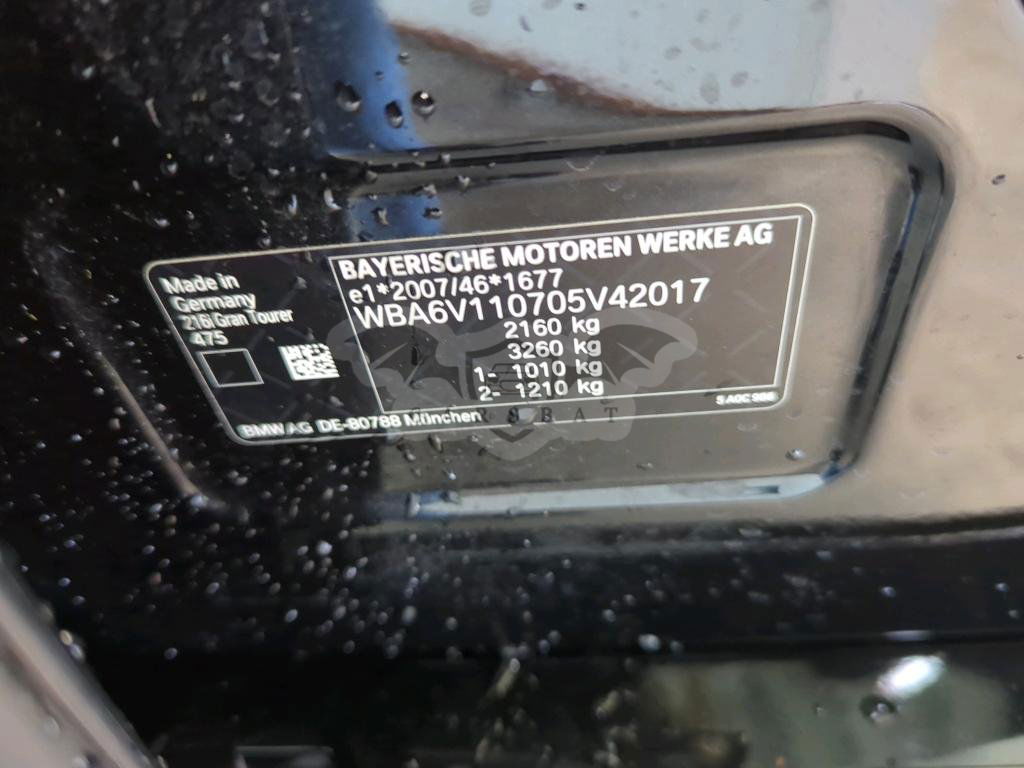 BAYERISCHE MOTOREN WERKE AG
e1*2007/46*1677
WBA6V110705V42017
2160 kg
3260 kg
1- 1010 kg
2- 1210 kg
Made in
Germany
216i Gran Tourer
475
BMW AG DE-80788 München